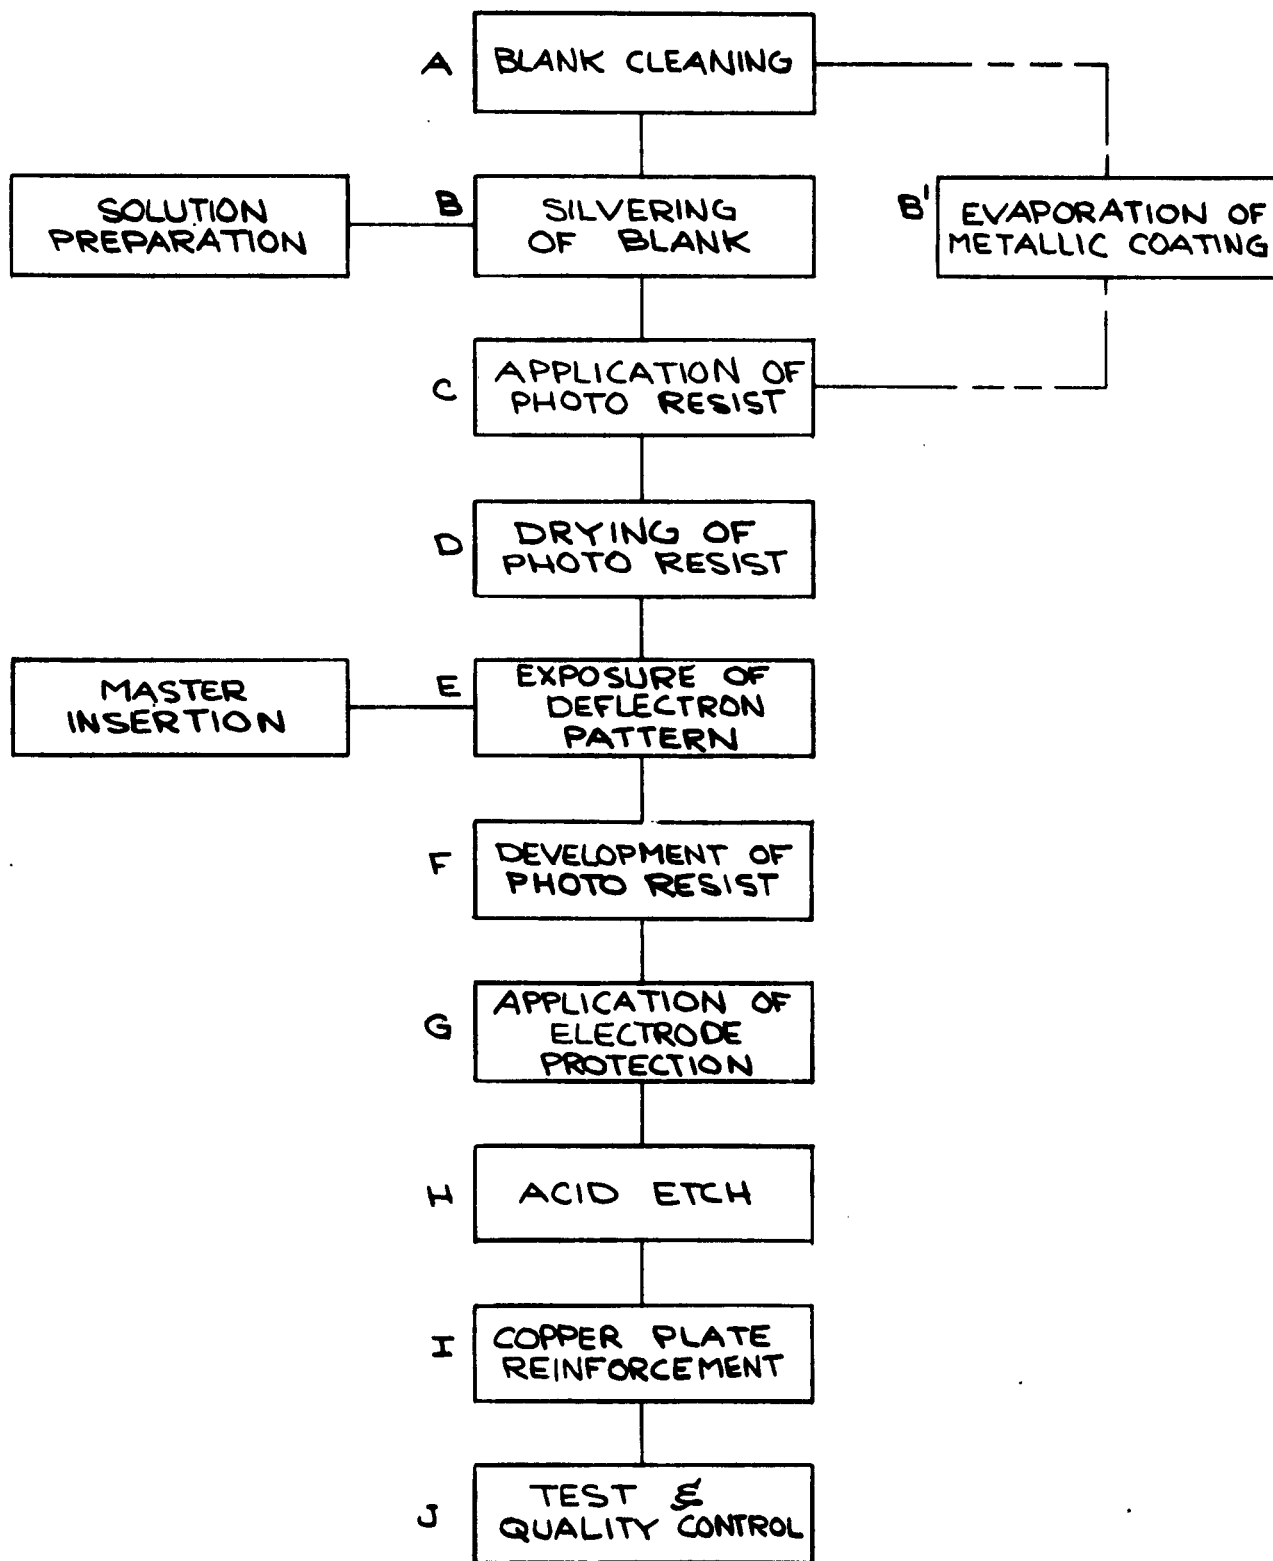 A
BLANK CLEANING
SOLUTION
PREPARATION
B
SILVERING
OF BLANK
B'
EVAPORATION OF
METALLIC COATING
C
APPLICATION OF
PHOTO RESIST
D
DRYING OF
PHOTO RESIST
MASTER
INSERTION
E
EXPOSURE OF
DEFLECTRON
PATTERN
F
DEVELOPMENT OF
PHOTO RESIST
G
APPLICATION OF
ELECTRODE
PROTECTION
H
ACID ETCH
I
COPPER PLATE
REINFORCEMENT
J
TEST &
QUALITY CONTROL